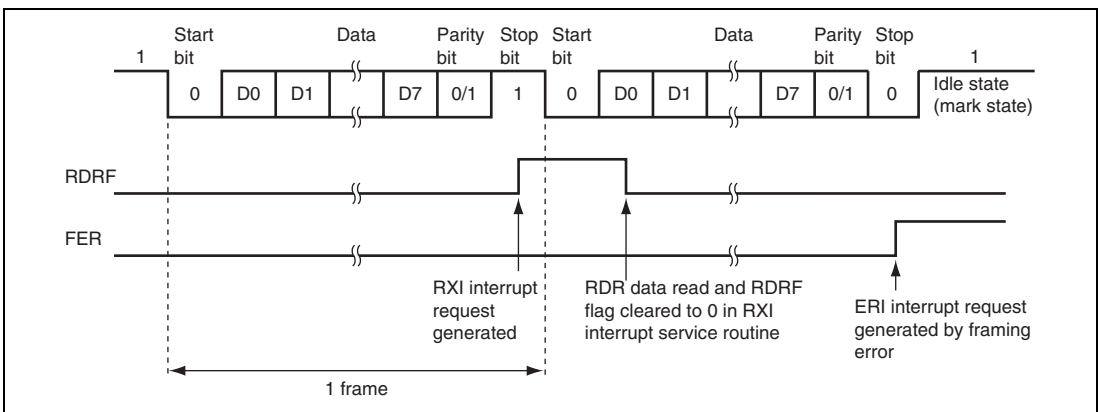 Start bit
Data
Parity bit
Stop bit
Start bit
Data
Parity bit
Stop bit
1
1
0
D0
D1
D7
0/1
1
0
D0
D1
D7
0/1
0
Idle state
(mark state)
RDRF
FER
RXI interrupt
request
generated
RDR data read and RDRF
flag cleared to 0 in RXI
interrupt service routine
ERI interrupt request
generated by framing
error
1 frame